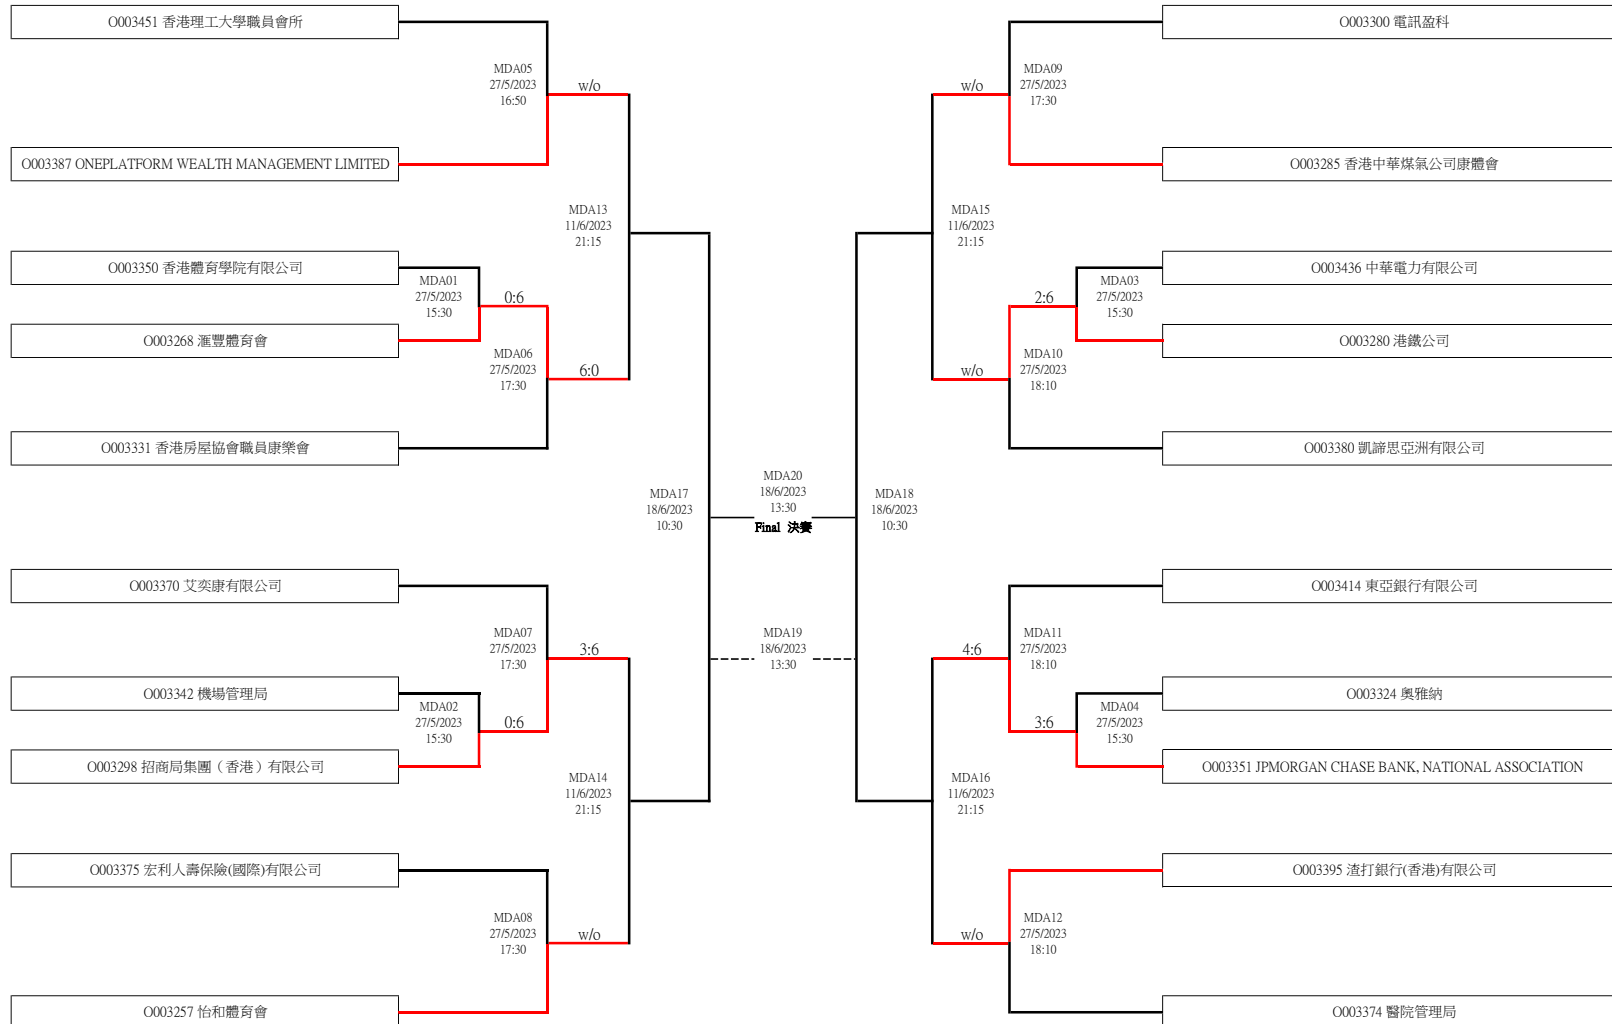 O003451 香港理工大學職員會所
O003300 電訊盈科
MDA05
27/5/2023
16:50
w/o
w/o
MDA09
27/5/2023
17:30
O003387 ONEPLATFORM WEALTH MANAGEMENT LIMITED
O003285 香港中華煤氣公司康體會
MDA13
11/6/2023
21:15
MDA15
11/6/2023
21:15
O003350 香港體育學院有限公司
O003436 中華電力有限公司
MDA01
27/5/2023
15:30
0:6
2:6
MDA03
27/5/2023
15:30
O003268 滙豐體育會
O003280 港鐵公司
MDA06
27/5/2023
17:30
6:0
w/o
MDA10
27/5/2023
18:10
O003331 香港房屋協會職員康樂會
O003380 凱諦思亞洲有限公司
MDA17
18/6/2023
10:30
MDA20
18/6/2023
13:30
Final 決賽
MDA18
18/6/2023
10:30
O003370 艾奕康有限公司
O003414 東亞銀行有限公司
MDA07
27/5/2023
17:30
3:6
MDA19
18/6/2023
13:30
4:6
MDA11
27/5/2023
18:10
O003342 機場管理局
O003324 奧雅納
MDA02
27/5/2023
15:30
0:6
3:6
MDA04
27/5/2023
15:30
O003298 招商局集團（香港）有限公司
O003351 JPMORGAN CHASE BANK, NATIONAL ASSOCIATION
MDA14
11/6/2023
21:15
MDA16
11/6/2023
21:15
O003375 宏利人壽保險(國際)有限公司
O003395 渣打銀行(香港)有限公司
MDA08
27/5/2023
17:30
w/o
w/o
MDA12
27/5/2023
18:10
O003257 怡和體育會
O003374 醫院管理局